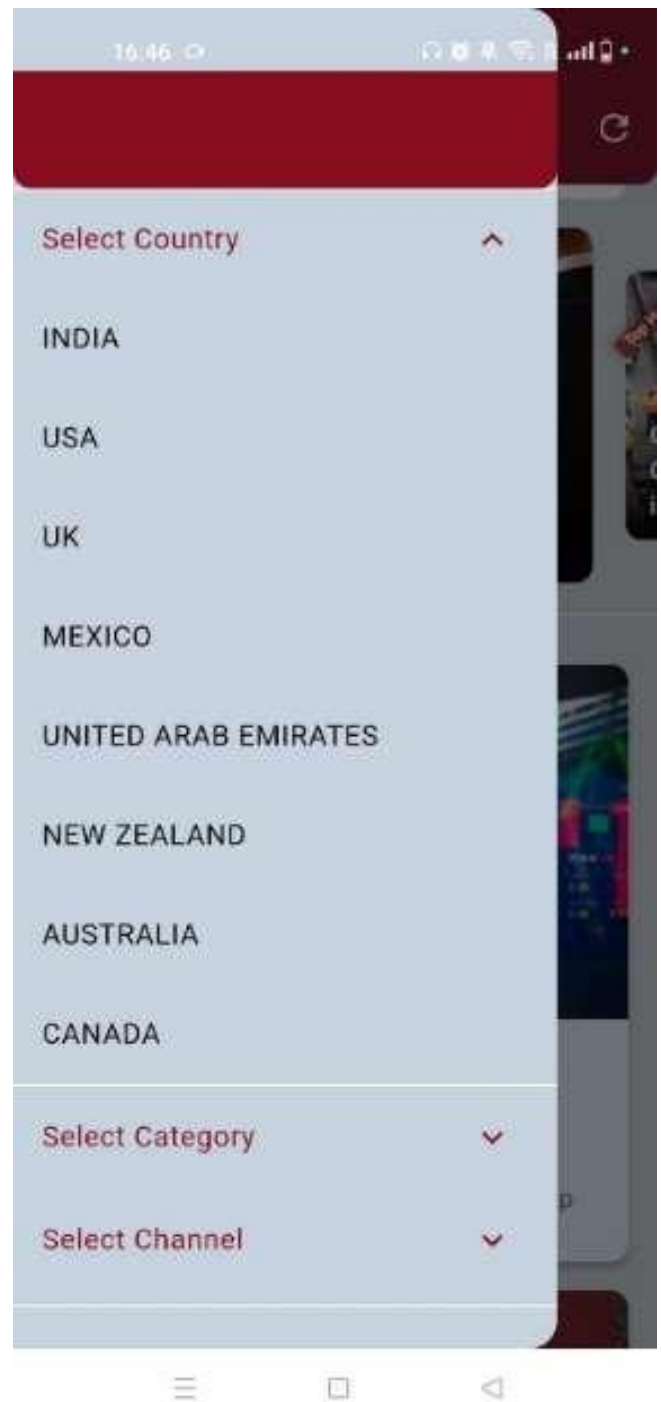 16:46
Select Country
INDIA
USA
UK
MEXICO
UNITED ARAB EMIRATES
NEW ZEALAND
AUSTRALIA
CANADA
Select Category
p
Select Channel